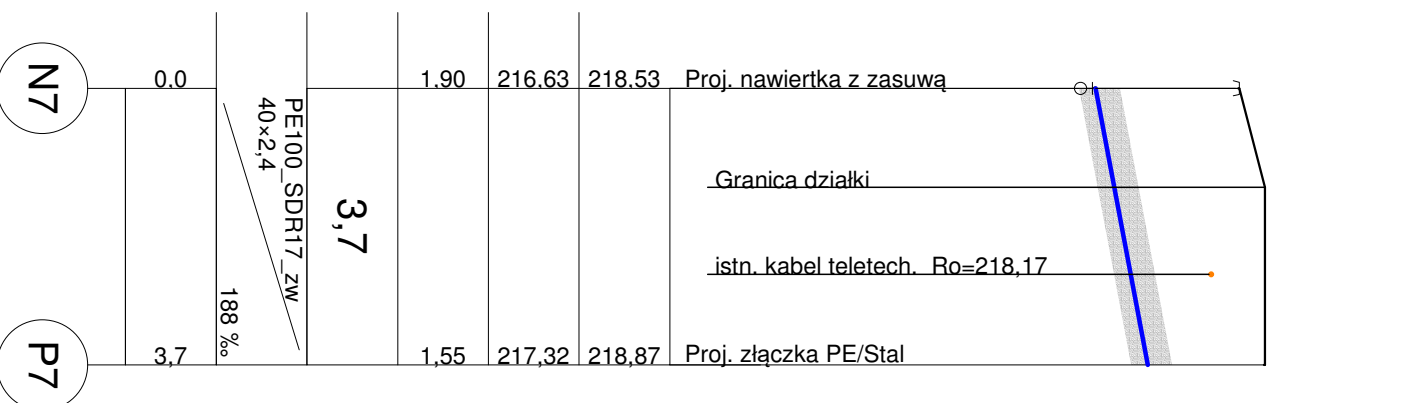 N7
0,0
1,90
216,63
218,53
Proj. nawiertka z zasuwą
PE100_SDR17_zw
40×2,4
3,7
188 ‰
Granica działki
istn. kabel teletech. Ro=218,17
P7
3,7
1,55
217,32
218,87
Proj. złączka PE/Stal